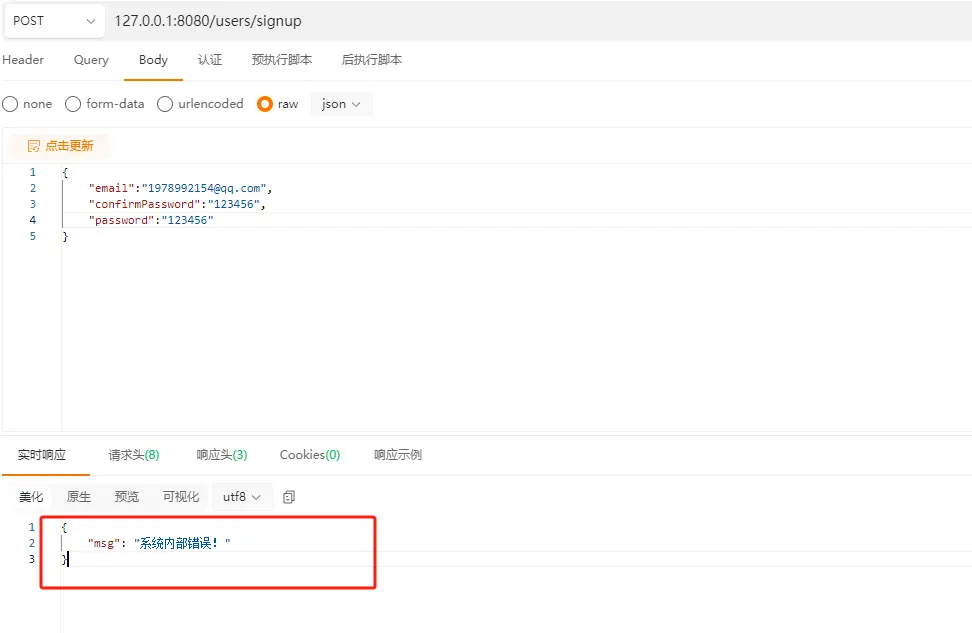 POST 127.0.0.1:8080/users/signup
Header Query Body 认证 预执行脚本 后执行脚本
none form-data urlencoded raw json
点击更新
1 {
2 "email":"1978992154@qq.com",
3 "confirmPassword":"123456",
4 "password":"123456"
5 }
实时响应 请求头(8) 响应头(3) Cookies(0) 响应示例
美化 原生 预览 可视化 utf8
1 {
2 "msg": "系统内部错误！"
3 }